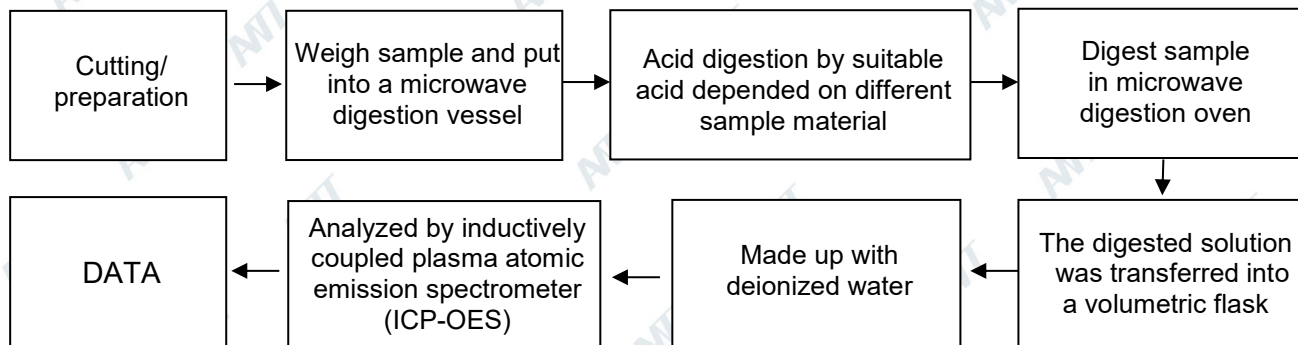 Cutting/
preparation
Weigh sample and put
into a microwave
digestion vessel
Acid digestion by suitable
acid depended on different
sample material
Digest sample
in microwave
digestion oven
The digested solution
was transferred into
a volumetric flask
Made up with
deionized water
Analyzed by inductively
coupled plasma atomic
emission spectrometer
(ICP-OES)
DATA